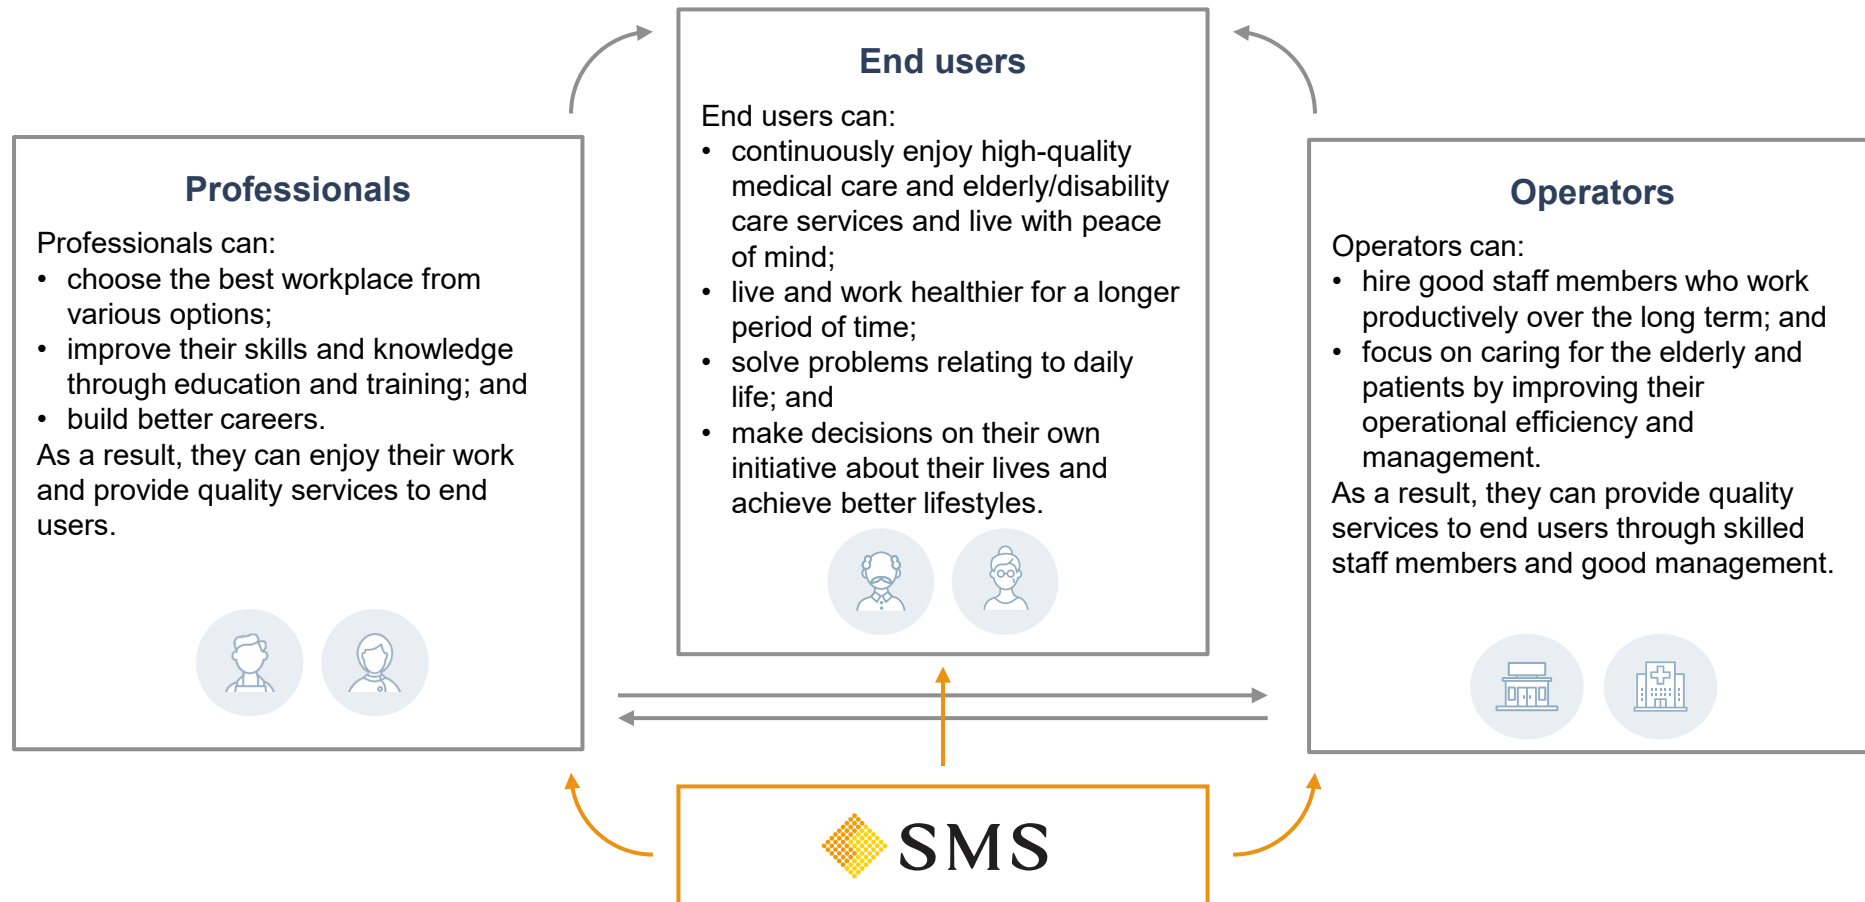 End users
End users can:
• continuously enjoy high-quality
medical care and elderly/disability
care services and live with peace
of mind;
• live and work healthier for a longer
period of time;
• solve problems relating to daily
life; and
• make decisions on their own
initiative about their lives and
achieve better lifestyles.
Professionals
Professionals can:
• choose the best workplace from
various options;
• improve their skills and knowledge
through education and training; and
• build better careers.
As a result, they can enjoy their work
and provide quality services to end
users.
Operators
Operators can:
• hire good staff members who work
productively over the long term; and
• focus on caring for the elderly and
patients by improving their
operational efficiency and
management.
As a result, they can provide quality
services to end users through skilled
staff members and good management.
SMS